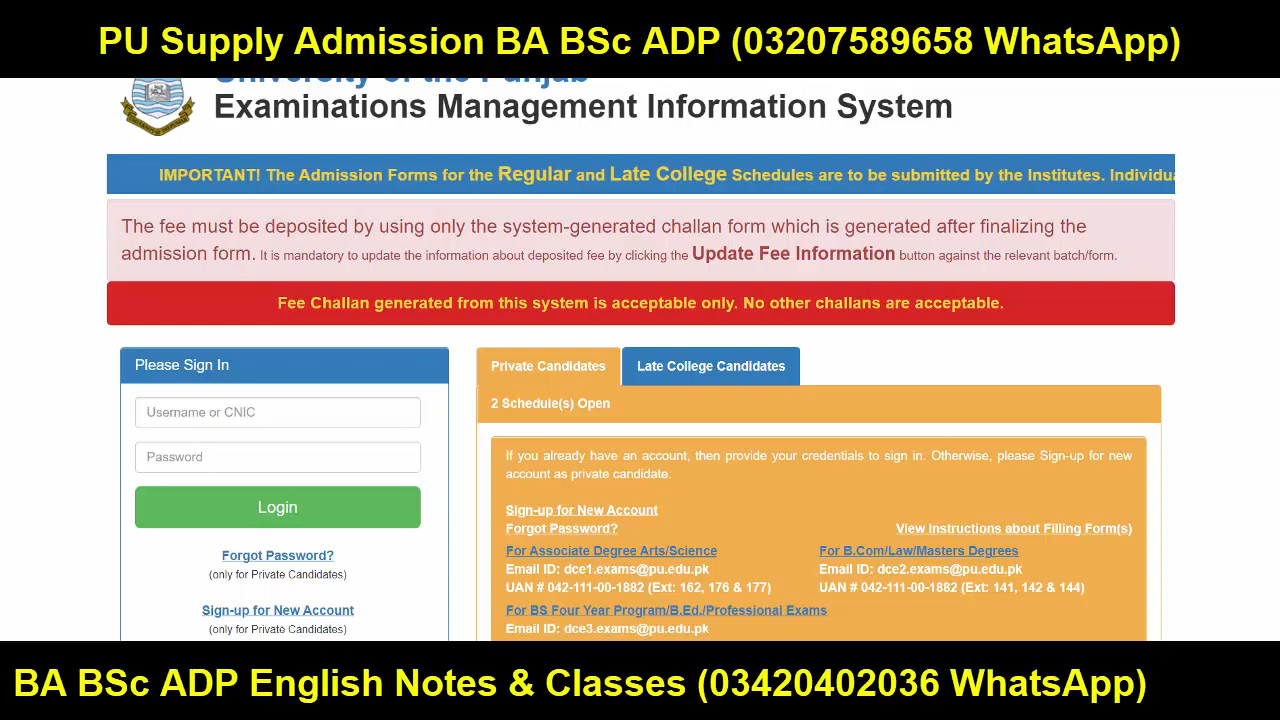 PU Supply Admission BA BSc ADP (03207589658 WhatsApp)
University of the Punjab
Examinations Management Information System
IMPORTANT! The Admission Forms for the Regular and Late College Schedules are to be submitted by the Institutes. Individua
The fee must be deposited by using only the system-generated challan form which is generated after finalizing the
admission form. It is mandatory to update the information about deposited fee by clicking the Update Fee Information button against the relevant batch/form.
Fee Challan generated from this system is acceptable only. No other challans are acceptable.
Please Sign In
Username or CNIC
Password
Login
Forgot Password?
(only for Private Candidates)
Sign-up for New Account
(only for Private Candidates)
Private Candidates
Late College Candidates
2 Schedule(s) Open
If you already have an account, then provide your credentials to sign in. Otherwise, please Sign-up for new
account as private candidate.
Sign-up for New Account
Forgot Password?
View Instructions about Filling Form(s)
For Associate Degree Arts/Science
Email ID: dce1.exams@pu.edu.pk
UAN # 042-111-00-1882 (Ext: 162, 176 & 177)
For B.Com/Law/Masters Degrees
Email ID: dce2.exams@pu.edu.pk
UAN # 042-111-00-1882 (Ext: 141, 142 & 144)
For BS Four Year Program/B.Ed./Professional Exams
Email ID: dce3.exams@pu.edu.pk
BA BSc ADP English Notes & Classes (03420402036 WhatsApp)